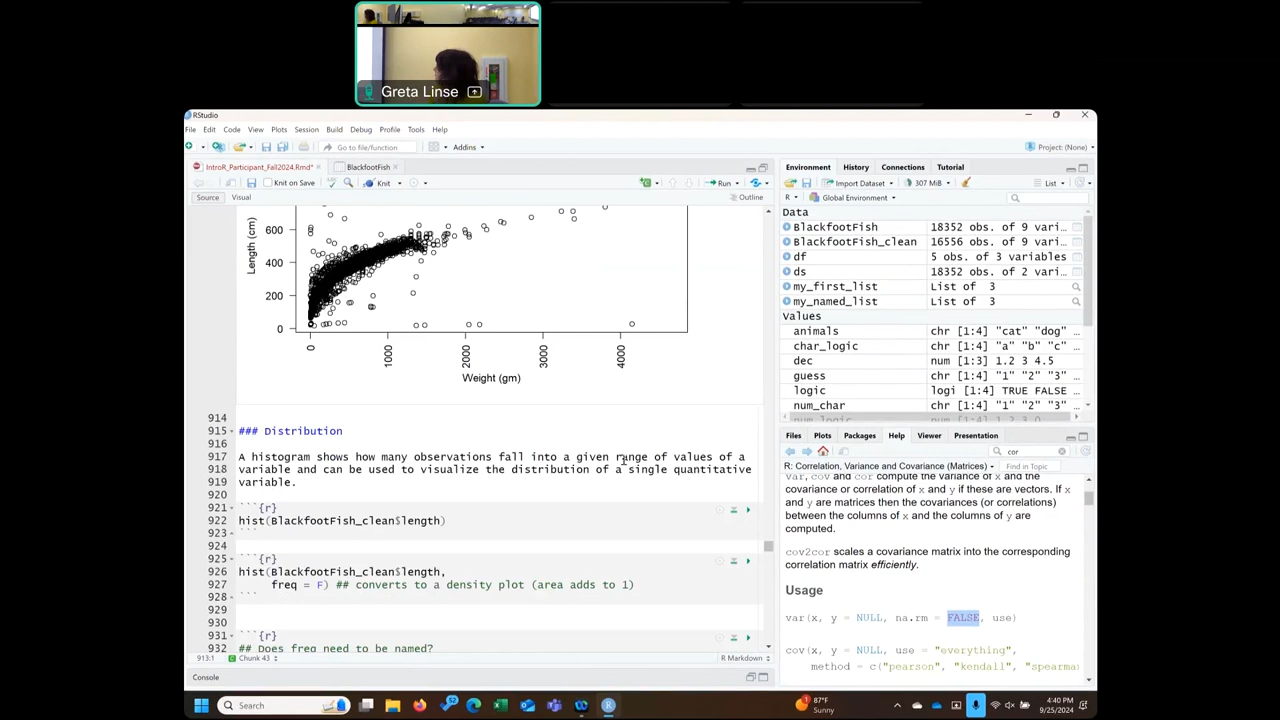 Greta Linse
RStudio
File Edit Code View Plots Session Build Debug Profile Tools Help
Go to file/function
Addins
Project: (None)
IntroR_Participant_Fall2024.Rmd*
BlackfootFish
Knit on Save
Knit
Run
Source Visual
Outline
Length (cm)
600
400
200
0
0 1000 2000 3000 4000
Weight (gm)
914
915 ### Distribution
916
917 A histogram shows how many observations fall into a given range of values of a
918 variable and can be used to visualize the distribution of a single quantitative
919 variable.
920
921 ```{r}
922 hist(BlackfootFish_clean$length)
923 ```
924
925 ```{r}
926 hist(BlackfootFish_clean$length,
927 freq = F) ## converts to a density plot (area adds to 1)
928 ```
929
930
931 ```{r}
932 ## Does freq need to be named?
913:1 Chunk 43 R Markdown
Console
Environment History Connections Tutorial
Import Dataset 307 MiB List
R Global Environment
Data
BlackfootFish 18352 obs. of 9 vari…
BlackfootFish_clean 16556 obs. of 9 vari…
df 5 obs. of 3 variables
ds 18352 obs. of 2 vari…
my_first_list List of 3
my_named_list List of 3
Values
animals chr [1:4] "cat" "dog" …
char_logic chr [1:4] "a" "b" "c" …
dec num [1:3] 1.2 3 4.5
guess chr [1:4] "1" "2" "3" …
logic logi [1:4] TRUE FALSE …
num_char chr [1:4] "1" "2" "3" …
Files Plots Packages Help Viewer Presentation
cor
R: Correlation, Variance and Covariance (Matrices) Find in Topic
var, cov and cor compute the variance of x and the
covariance or correlation of x and y if these are vectors. If x
and y are matrices then the covariances (or correlations)
between the columns of x and the columns of y are
computed.
cov2cor scales a covariance matrix into the corresponding
correlation matrix efficiently.
Usage
var(x, y = NULL, na.rm = FALSE, use)
cov(x, y = NULL, use = "everything",
method = c("pearson", "kendall", "spearma
Search
87°F
Sunny
4:40 PM
9/25/2024